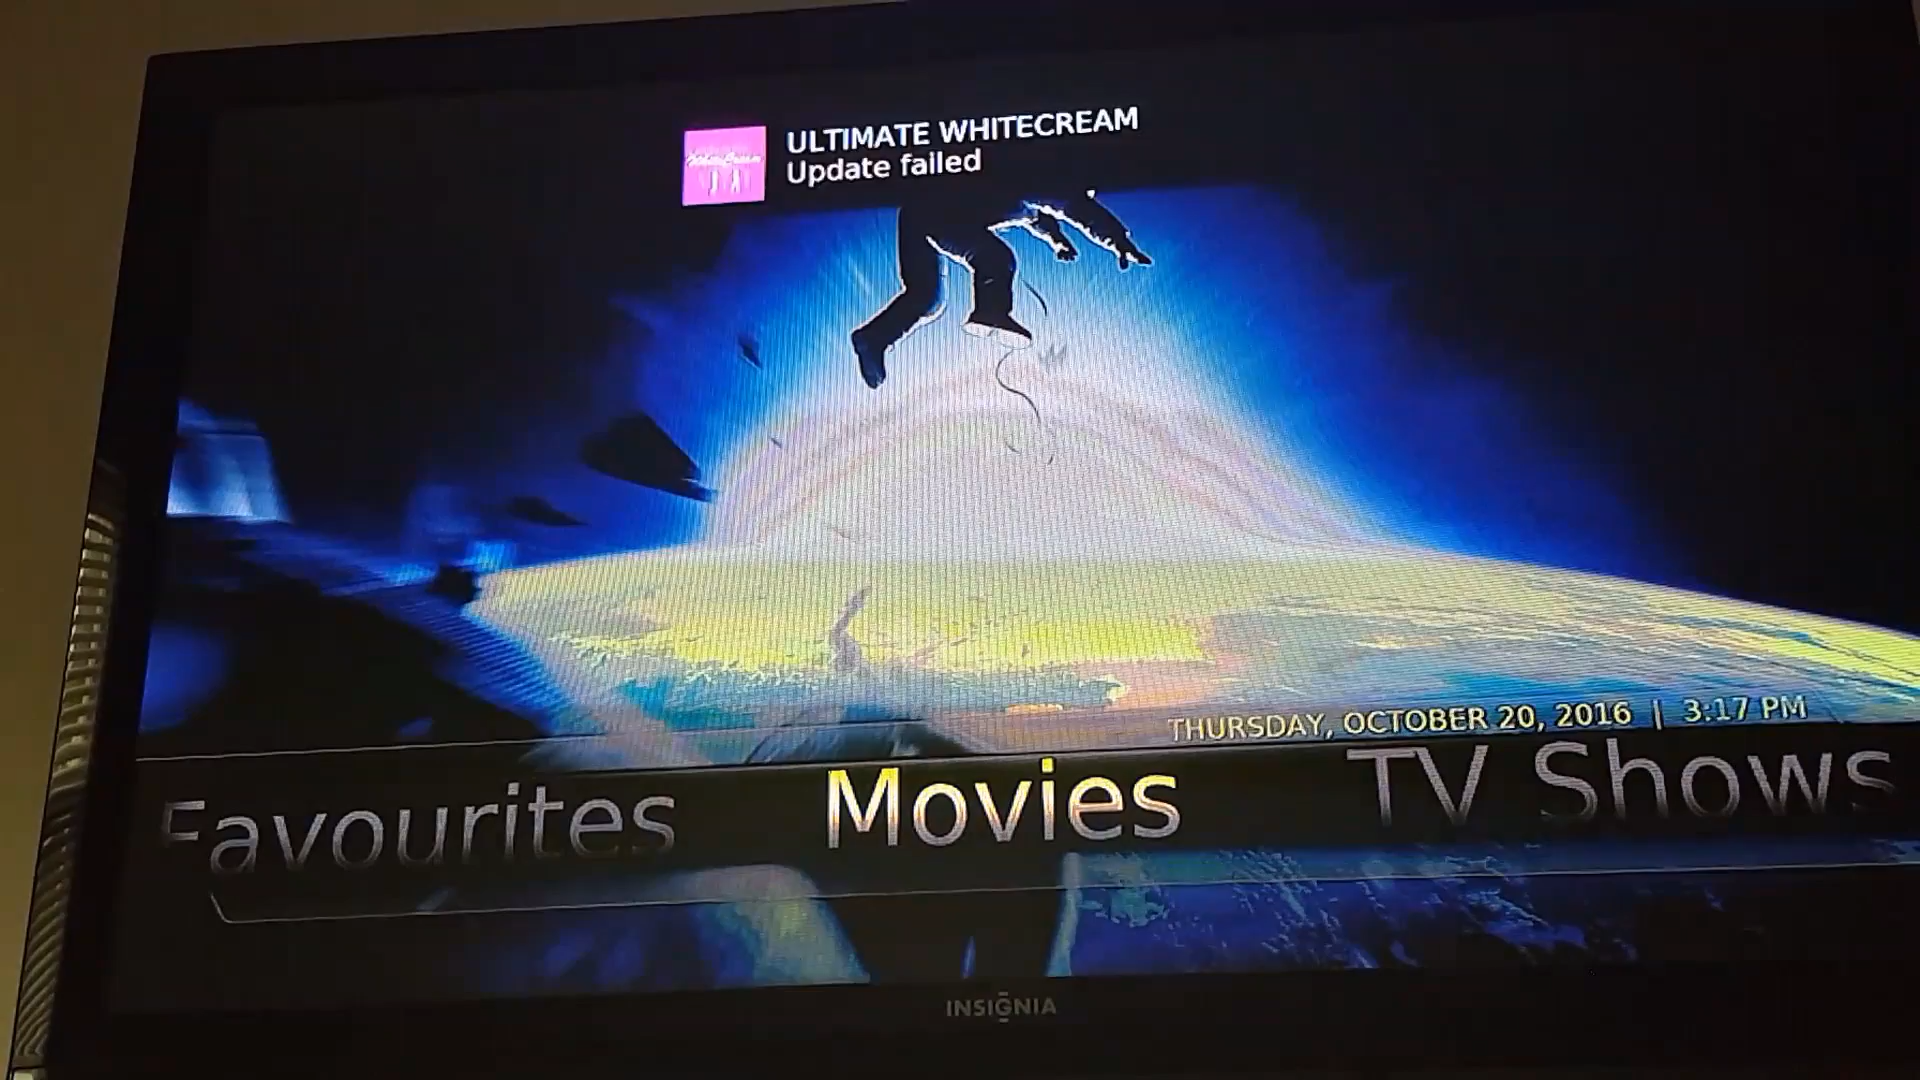 ULTIMATE WHITECREAM
Update failed
THURSDAY, OCTOBER 20, 2016 | 3:17 PM
Favourites
Movies
TV Shows
INSIGNIA